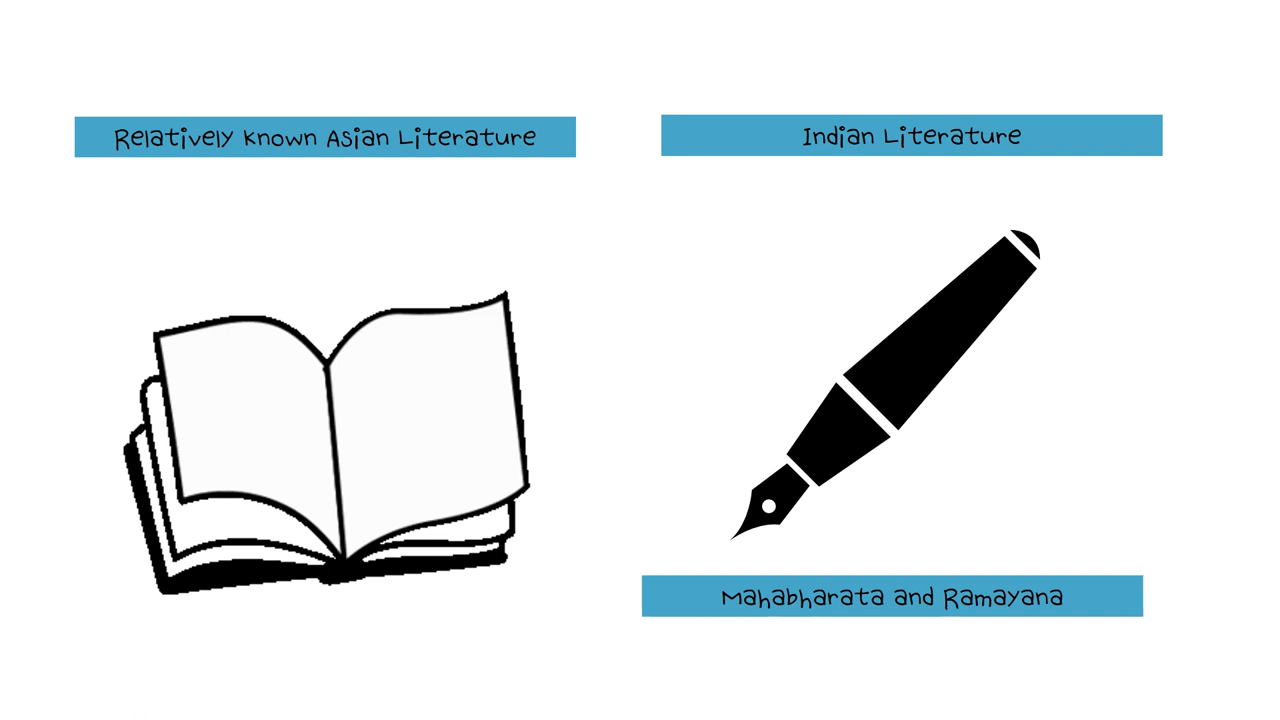 Relatively known Asian Literature
Indian Literature
Mahabharata and Ramayana